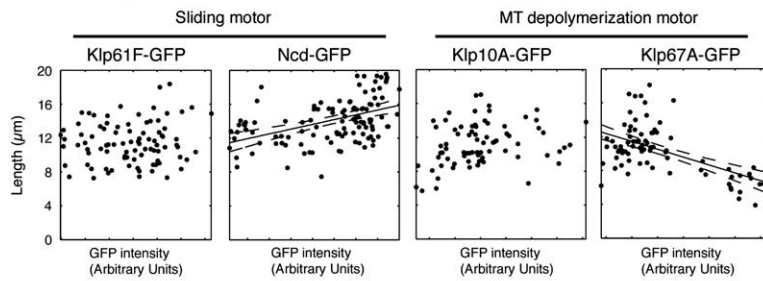 Sliding motor
MT depolymerization motor
Klp61F-GFP
Ncd-GFP
Klp10A-GFP
Klp67A-GFP
Length (μm)
20
16
12
8
4
0
GFP intensity
(Arbitrary Units)
GFP intensity
(Arbitrary Units)
GFP intensity
(Arbitrary Units)
GFP intensity
(Arbitrary Units)